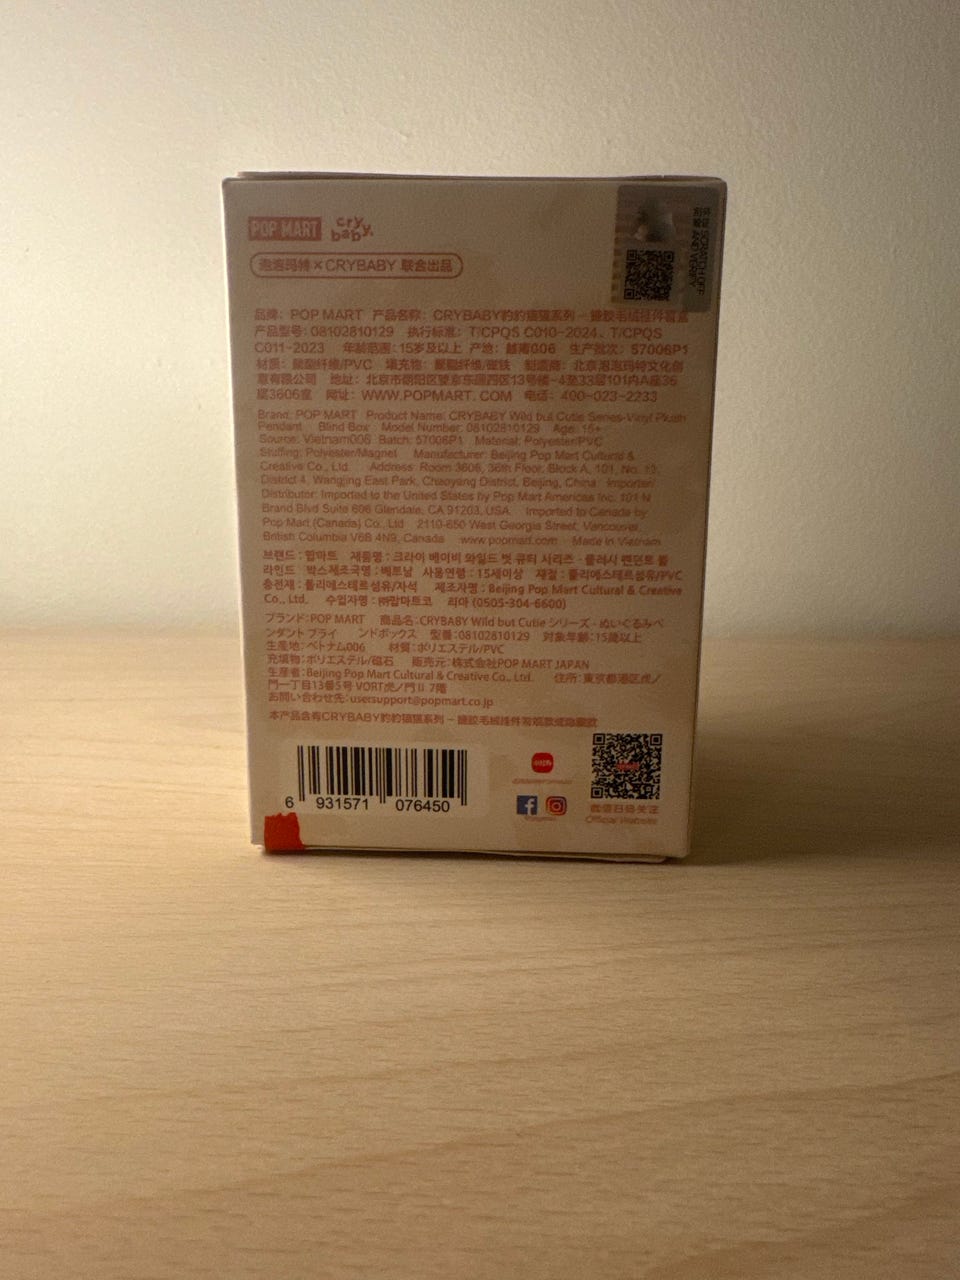 POP MART cry baby.
泡泡玛特 × CRYBABY 联合出品
防伪 SCRATCH OFF
AND VERIFY
品牌：POP MART 产品名称：CRYBABY豹豹猫猫系列－搪胶毛绒挂件盲盒
产品型号：08102810129 执行标准：T/CPQS C010-2024、T/CPQS
C011-2023 年龄范围：15岁及以上 产地：越南006 生产批次：57006P1
材质：聚酯纤维/PVC 填充物：聚酯纤维/磁铁 制造商：北京泡泡玛特文化创
意有限公司 地址：北京市朝阳区望京东园四区13号楼-4至33层101内A座36
层3606室 网址：WWW.POPMART.COM 电话：400-023-2233
Brand: POP MART Product Name: CRYBABY Wild but Cutie Series-Vinyl Plush
Pendant Blind Box Model Number: 08102810129 Age: 15+
Source: Vietnam006 Batch: 57006P1 Material: Polyester/PVC
Stuffing: Polyester/Magnet Manufacturer: Beijing Pop Mart Cultural &
Creative Co., Ltd. Address: Room 3606, 36th Floor, Block A, 101, No. 13,
District 4, Wangjing East Park, Chaoyang District, Beijing, China Importer/
Distributor: Imported to the United States by Pop Mart Americas Inc. 101 N
Brand Blvd Suite 606 Glendale, CA 91203, USA. Imported to Canada by
Pop Mart (Canada) Co., Ltd 2110-650 West Georgia Street, Vancouver,
British Columbia V6B 4N9, Canada www.popmart.com Made in Vietnam
브랜드 : 팝마트 제품명 : 크라이 베이비 와일드 벗 큐티 시리즈 - 플러시 펜던트 블
라인드 박스제조국명 : 베트남 사용연령 : 15세이상 재질 : 폴리에스테르섬유/PVC
충전재 : 폴리에스테르섬유/자석 제조자명 : Beijing Pop Mart Cultural & Creative
Co., Ltd. 수입자명 : ㈜팝마트코 리아 (0505-304-6600)
ブランド：POP MART 商品名：CRYBABY Wild but Cutie シリーズ - ぬいぐるみペ
ンダント ブライ ンドボックス 型番：08102810129 対象年齢：15歳以上
生産地：ベトナム006 材質：ポリエステル/PVC
充填物：ポリエステル/磁石 販売元：株式会社POP MART JAPAN
生産者：Beijing Pop Mart Cultural & Creative Co., Ltd. 住所：東京都港区虎ノ
門一丁目13番5号 VORT虎ノ門Ⅱ 7階
お問い合わせ先：usersupport@popmart.co.jp
本产品含有CRYBABY豹豹猫猫系列－搪胶毛绒挂件常规款或隐藏款
6 931571 076450
微信扫码关注
Official Website